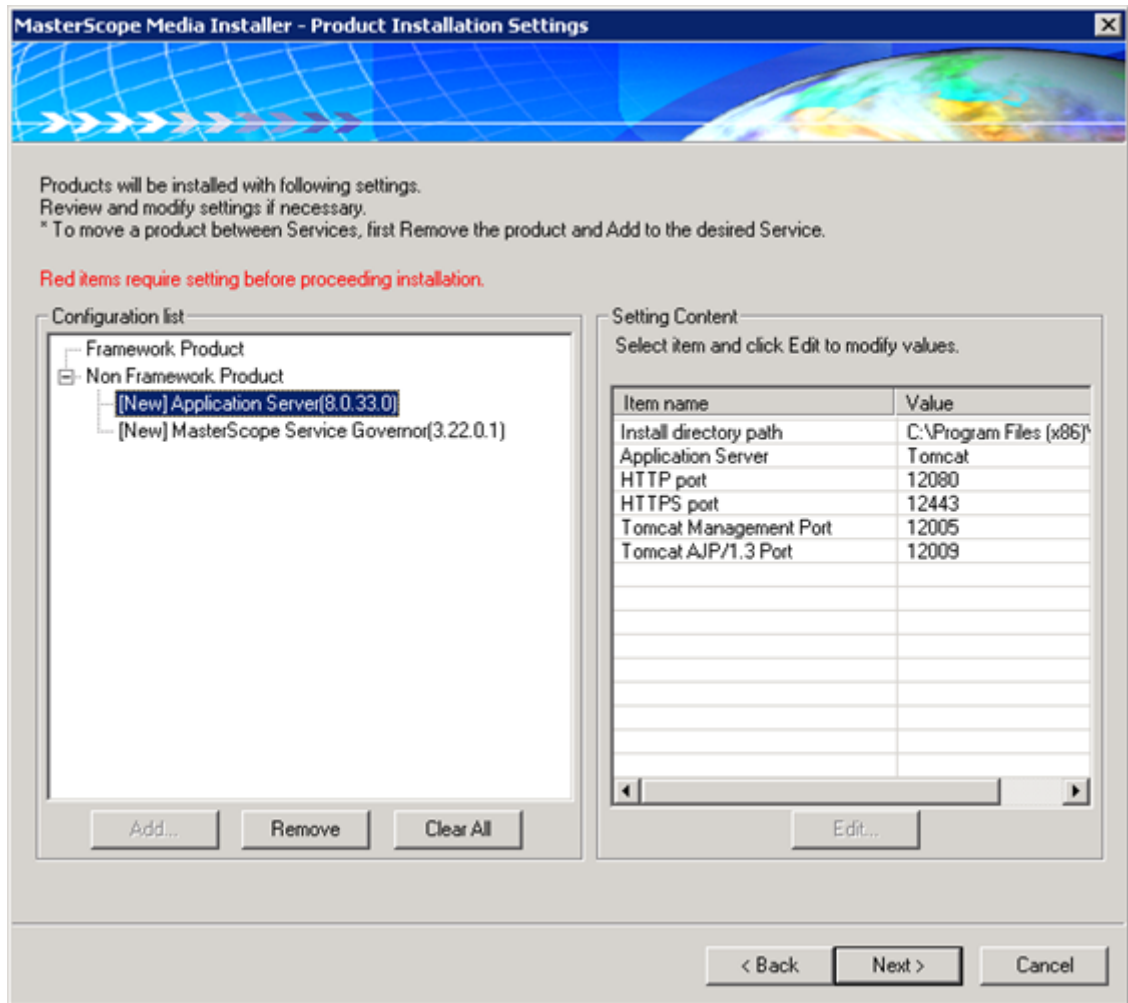 MasterScope Media Installer - Product Installation Settings
Products will be installed with following settings.
Review and modify settings if necessary.
* To move a product between Services, first Remove the product and Add to the desired Service.
Red items require setting before proceeding installation.
Configuration list
Framework Product
Non Framework Product
[New] Application Server(8.0.33.0)
[New] MasterScope Service Governor(3.22.0.1)
Add...
Remove
Clear All
Setting Content
Select item and click Edit to modify values.
Item name Value
Install directory path C:\Program Files (x86)\
Application Server Tomcat
HTTP port 12080
HTTPS port 12443
Tomcat Management Port 12005
Tomcat AJP/1.3 Port 12009
Edit...
< Back
Next >
Cancel